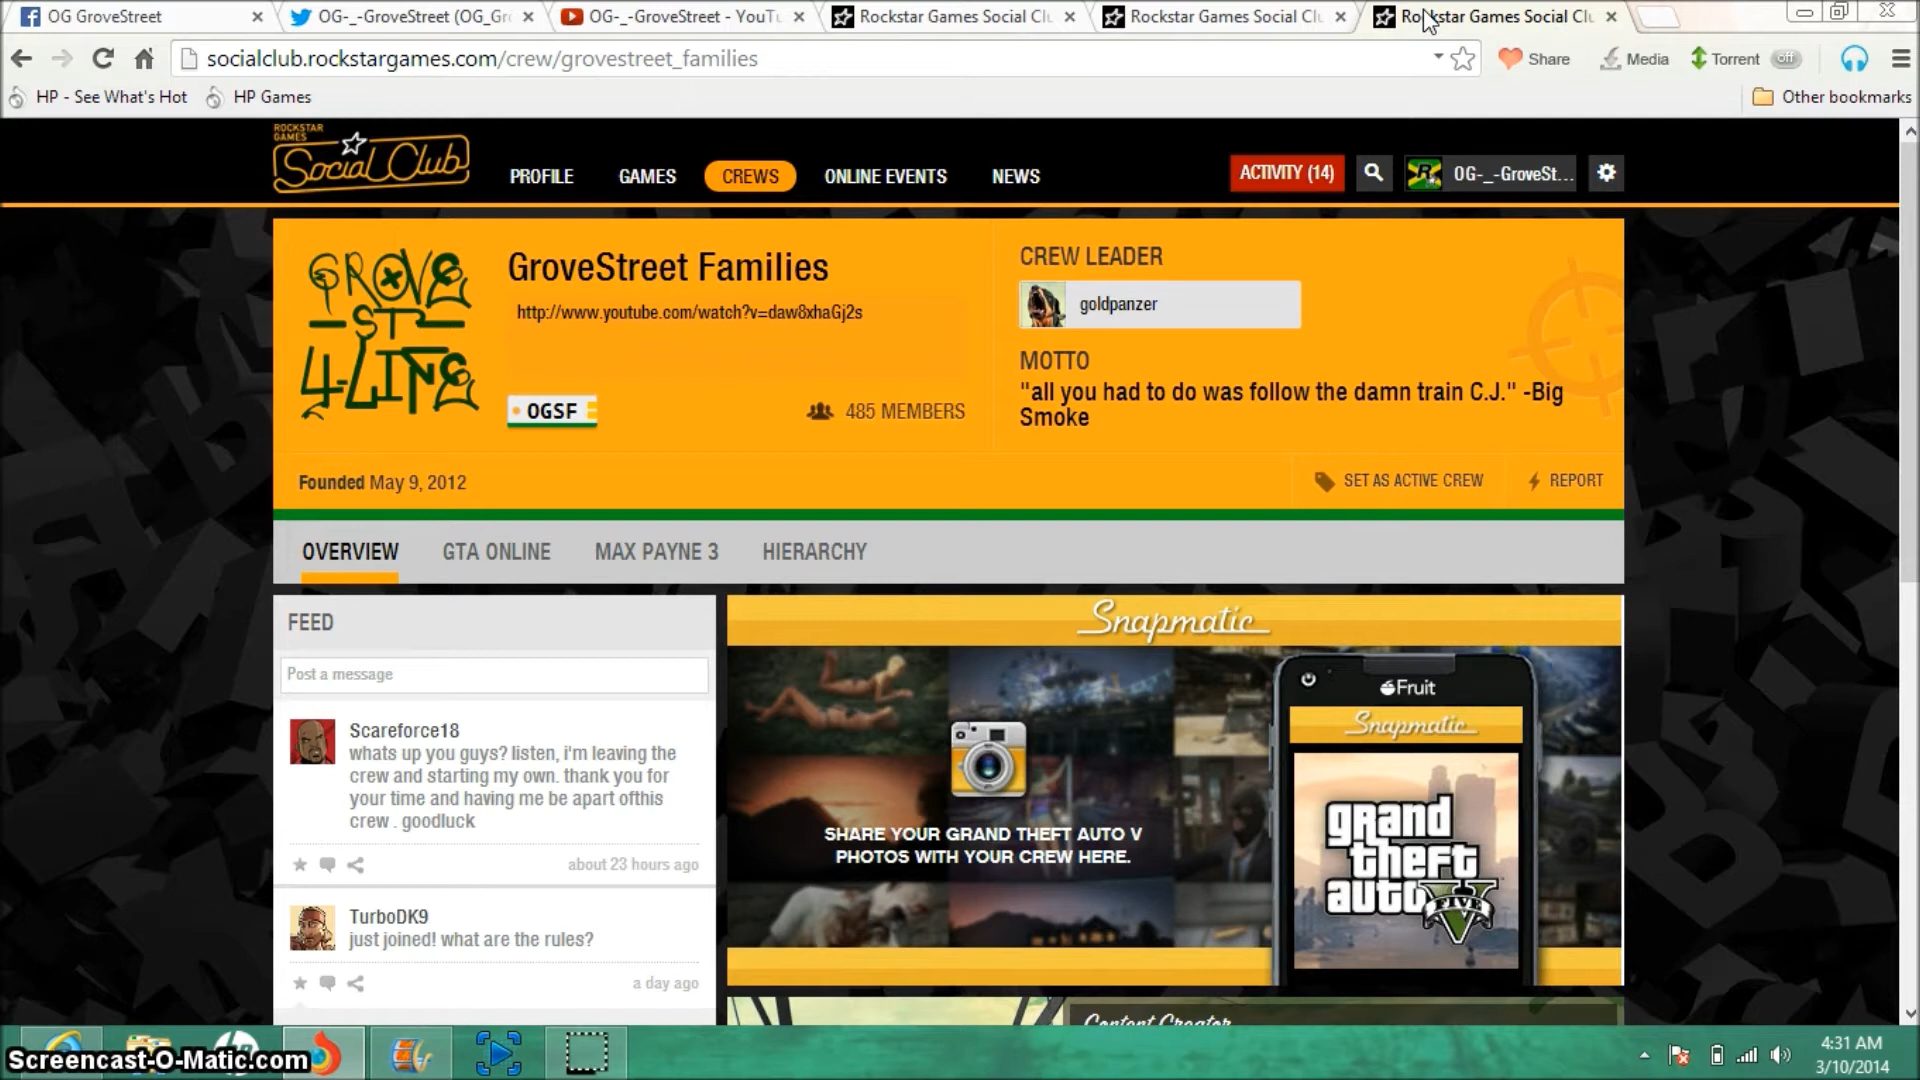 OG GroveStreet
OG-_-GroveStreet (OG_Gr
OG-_-GroveStreet - YouTu
Rockstar Games Social Clu
Rockstar Games Social Clu
Rockstar Games Social Clu
socialclub.rockstargames.com/crew/grovestreet_families
Share
Media
Torrent
off
HP - See What's Hot
HP Games
Other bookmarks
ROCKSTAR
GAMES
Social Club
PROFILE
GAMES
CREWS
ONLINE EVENTS
NEWS
ACTIVITY (14)
OG-_-GroveSt...
GROVE
ST
4-LIFE
GroveStreet Families
http://www.youtube.com/watch?v=daw8xhaGj2s
OGSF
485 MEMBERS
CREW LEADER
goldpanzer
MOTTO
"all you had to do was follow the damn train C.J." -Big
Smoke
Founded May 9, 2012
SET AS ACTIVE CREW
REPORT
OVERVIEW
GTA ONLINE
MAX PAYNE 3
HIERARCHY
FEED
Post a message
Scareforce18
whats up you guys? listen, i'm leaving the
crew and starting my own. thank you for
your time and having me be apart ofthis
crew . goodluck
about 23 hours ago
TurboDK9
just joined! what are the rules?
a day ago
Snapmatic
SHARE YOUR GRAND THEFT AUTO V
PHOTOS WITH YOUR CREW HERE.
Fruit
Snapmatic
grand
theft
auto
V
FIVE
Content Creator
Screencast-O-Matic.com
4:31 AM
3/10/2014